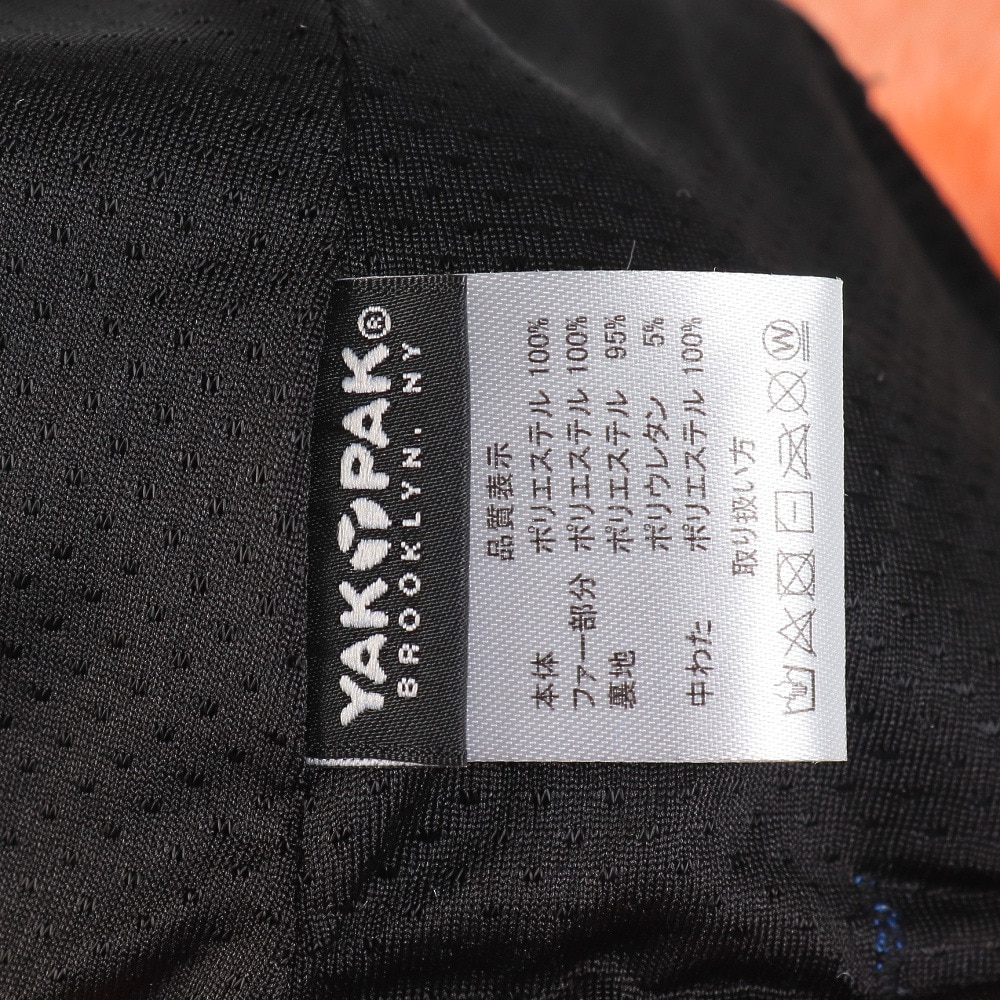 YAKPAK®
BROOKLYN. NY
品質表示
本体 ポリエステル 100%
ファー部分 ポリエステル 100%
裏地 ポリエステル 95%
ポリウレタン 5%
中わた ポリエステル 100%
取り扱い方
W